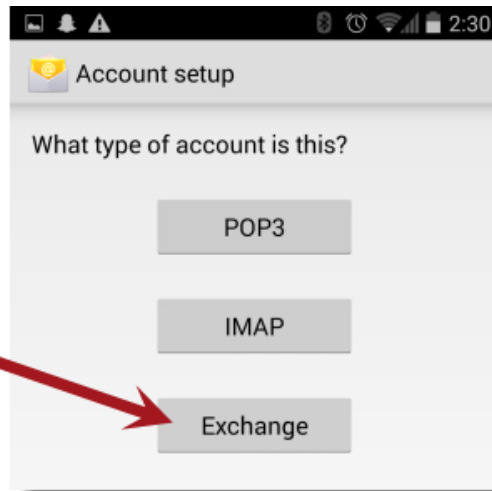 2:30
Account setup
What type of account is this?
POP3
IMAP
Exchange